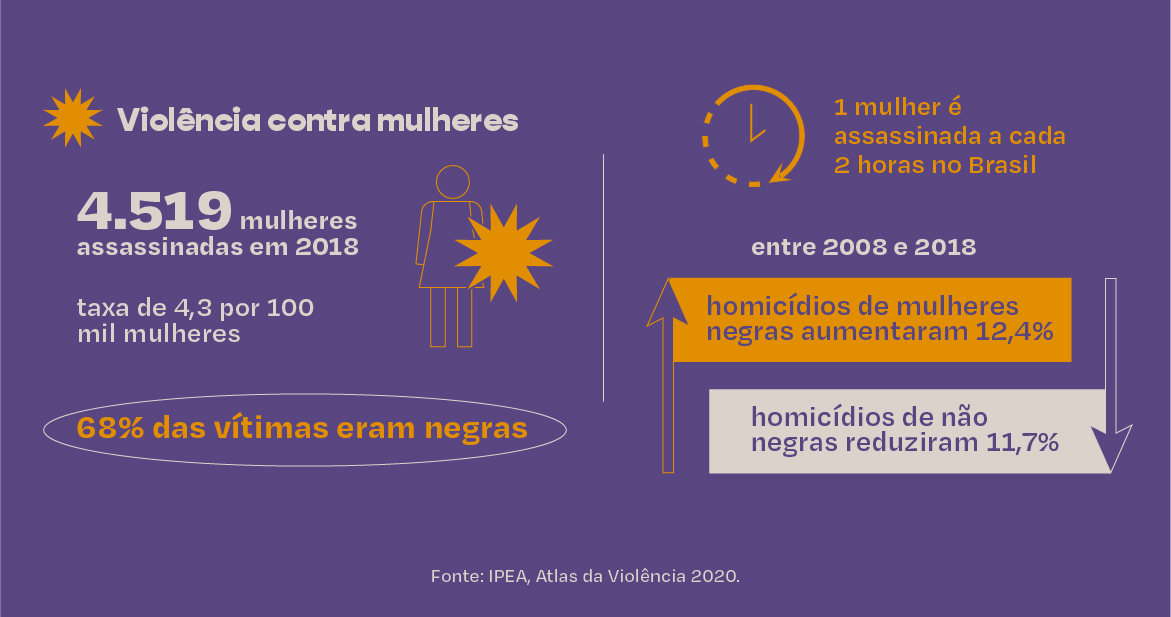 Violência contra mulheres
4.519 mulheres
assassinadas em 2018
taxa de 4,3 por 100
mil mulheres
68% das vítimas eram negras
1 mulher é
assassinada a cada
2 horas no Brasil
entre 2008 e 2018
homicídios de mulheres
negras aumentaram 12,4%
homicídios de não
negras reduziram 11,7%
Fonte: IPEA, Atlas da Violência 2020.